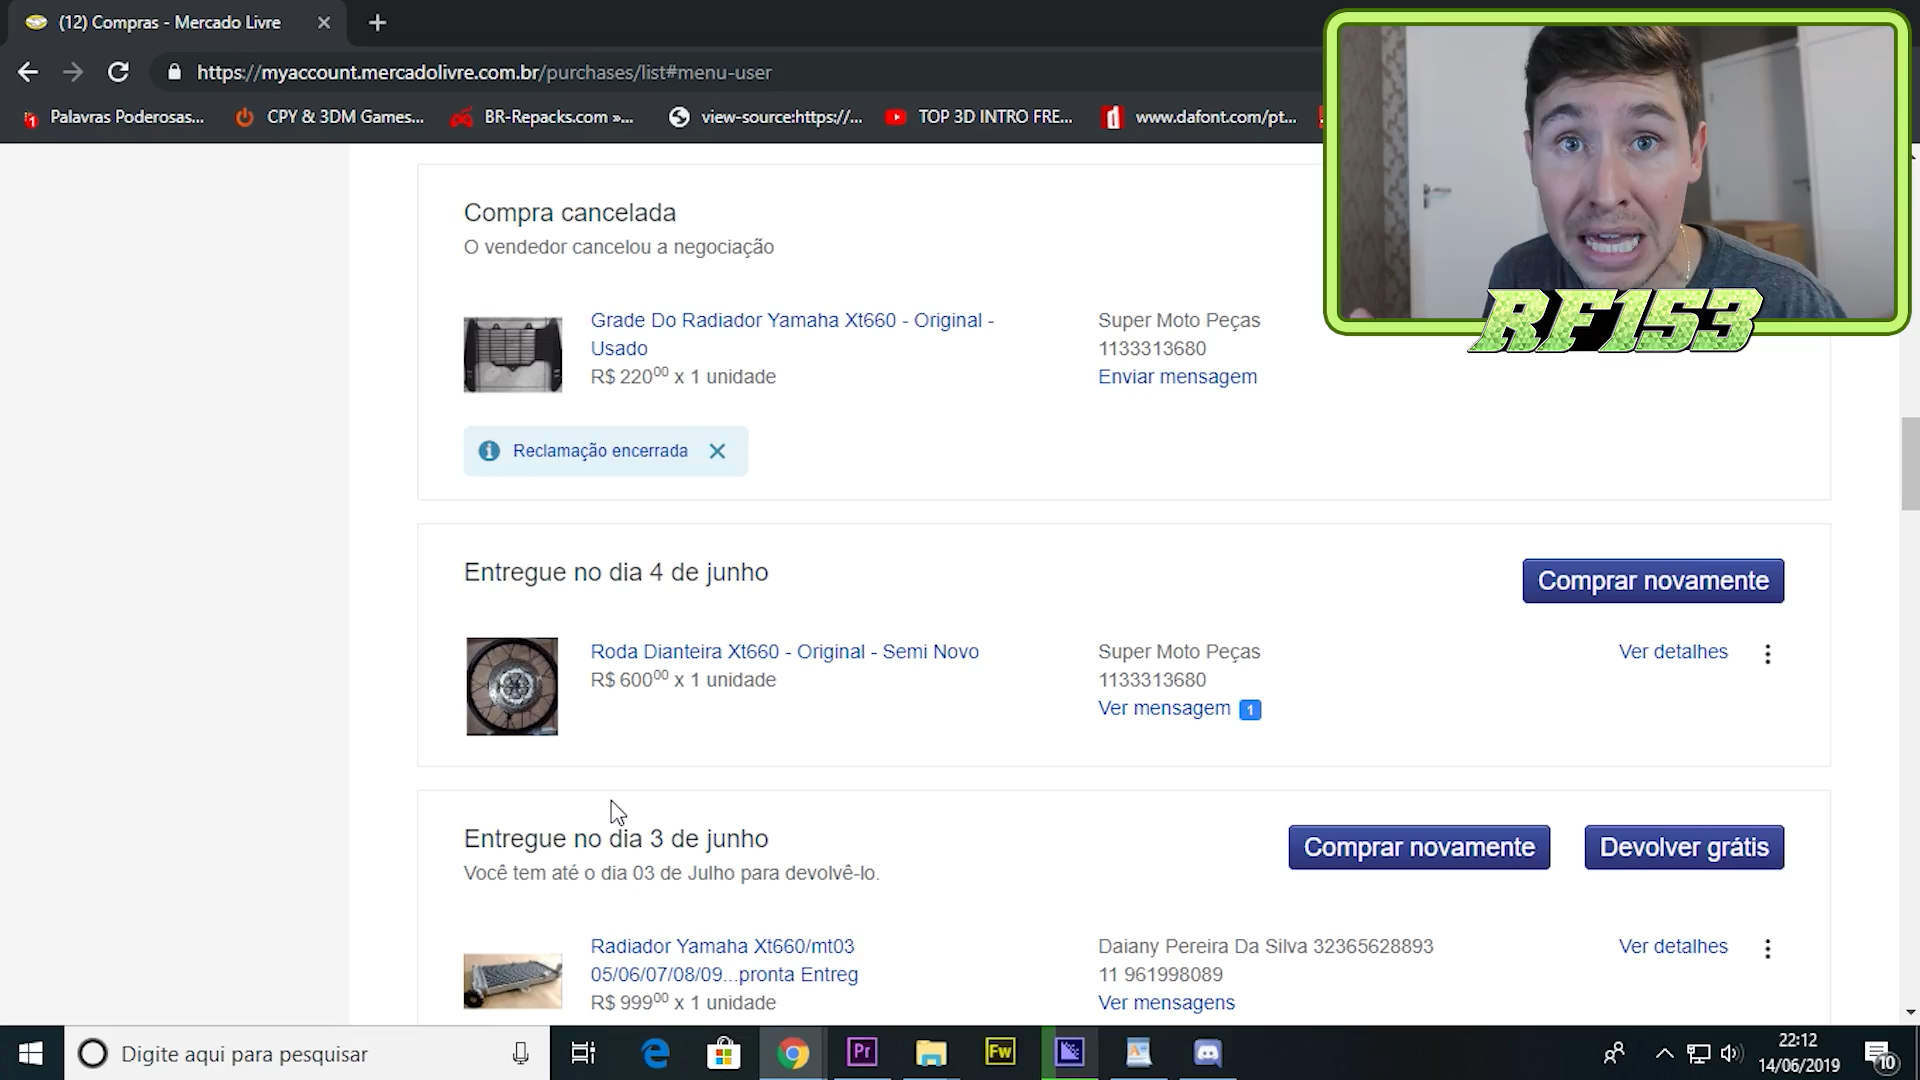 (12) Compras - Mercado Livre
https://myaccount.mercadolivre.com.br/purchases/list#menu-user
Palavras Poderosas...
CPY & 3DM Games...
BR-Repacks.com »...
view-source:https://...
TOP 3D INTRO FRE...
www.dafont.com/pt...
RF153
Compra cancelada
O vendedor cancelou a negociação
Grade Do Radiador Yamaha Xt660 - Original -
Usado
R$ 220⁰⁰ x 1 unidade
Super Moto Peças
1133313680
Enviar mensagem
Reclamação encerrada
Entregue no dia 4 de junho
Comprar novamente
Roda Dianteira Xt660 - Original - Semi Novo
R$ 600⁰⁰ x 1 unidade
Super Moto Peças
1133313680
Ver mensagem 1
Ver detalhes
Entregue no dia 3 de junho
Você tem até o dia 03 de Julho para devolvê-lo.
Comprar novamente
Devolver grátis
Radiador Yamaha Xt660/mt03
05/06/07/08/09...pronta Entreg
R$ 999⁰⁰ x 1 unidade
Daiany Pereira Da Silva 32365628893
11 961998089
Ver mensagens
Ver detalhes
Digite aqui para pesquisar
Pr
Fw
22:12
14/06/2019
10